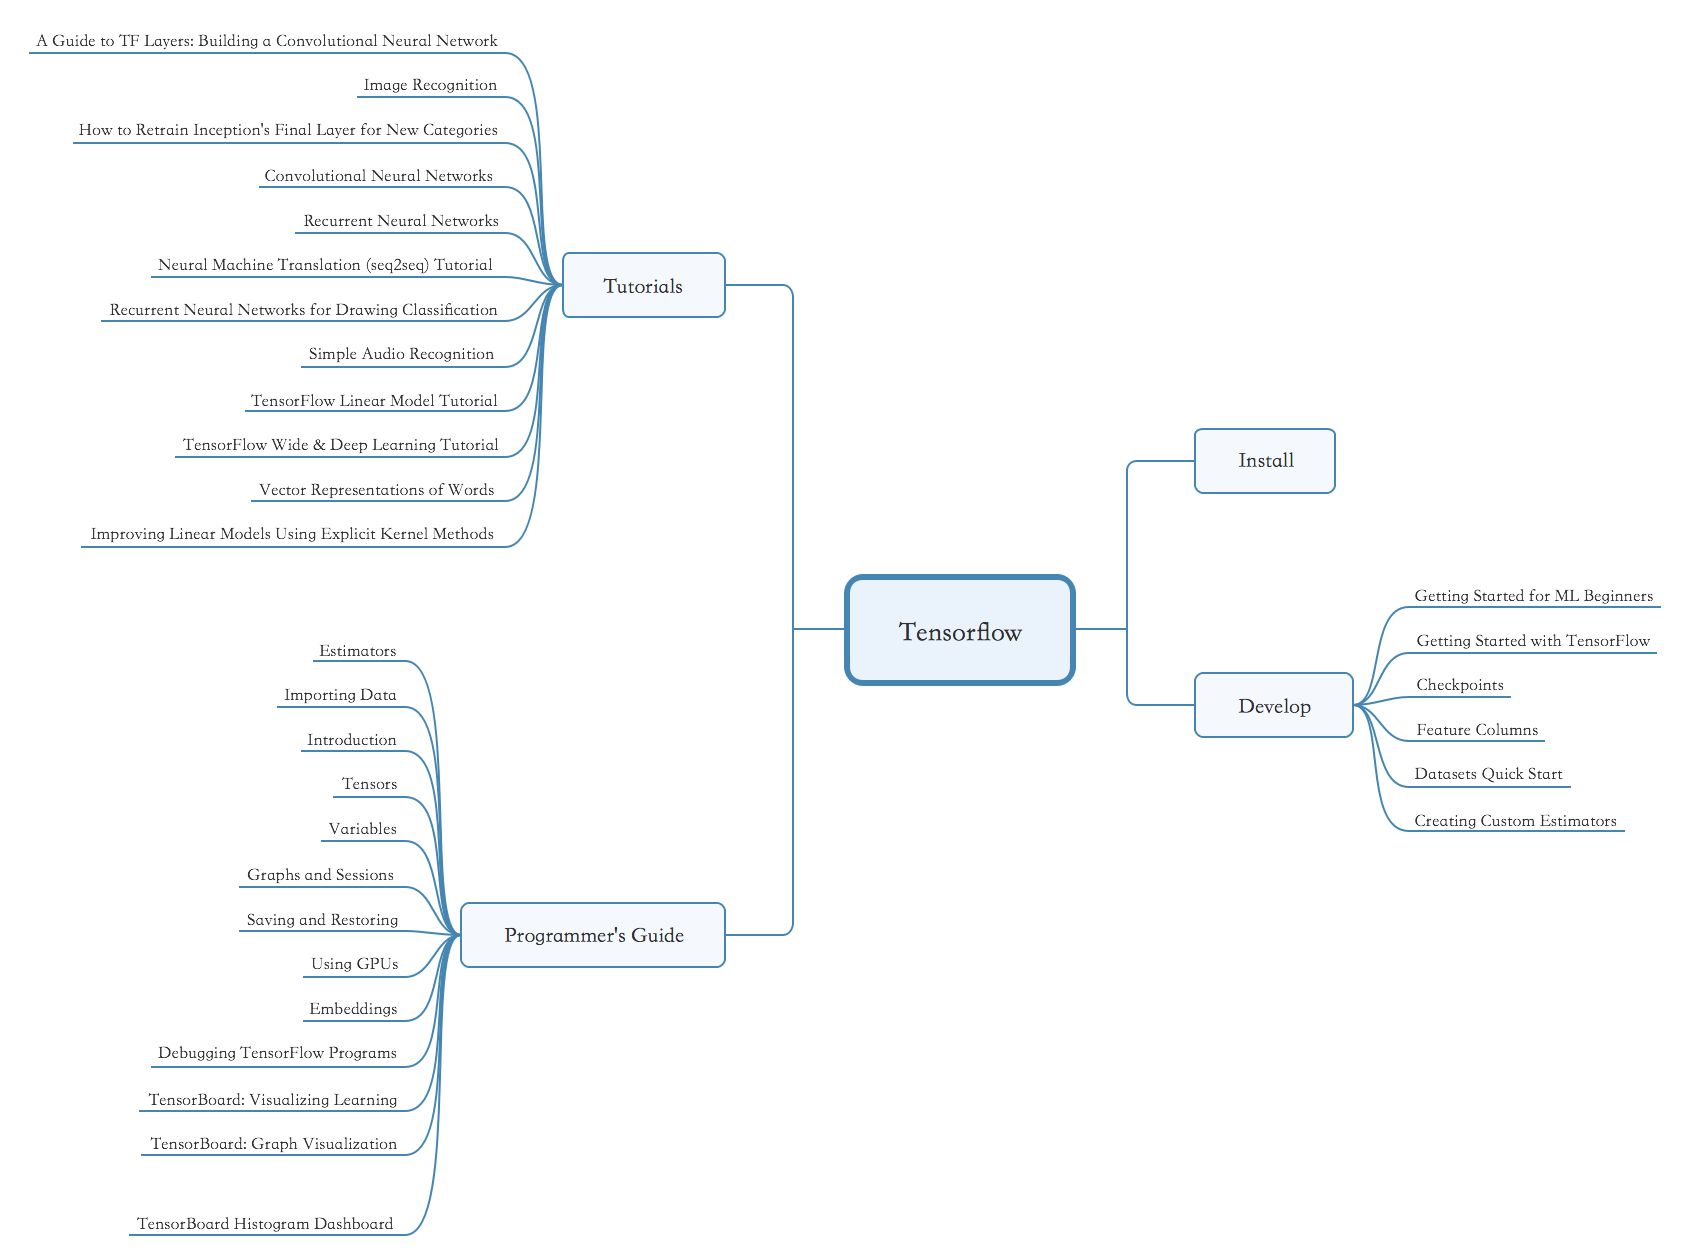 A Guide to TF Layers: Building a Convolutional Neural Network
Image Recognition
How to Retrain Inception's Final Layer for New Categories
Convolutional Neural Networks
Recurrent Neural Networks
Neural Machine Translation (seq2seq) Tutorial
Recurrent Neural Networks for Drawing Classification
Simple Audio Recognition
TensorFlow Linear Model Tutorial
TensorFlow Wide & Deep Learning Tutorial
Vector Representations of Words
Improving Linear Models Using Explicit Kernel Methods
Tutorials
Estimators
Importing Data
Introduction
Tensors
Variables
Graphs and Sessions
Saving and Restoring
Using GPUs
Embeddings
Debugging TensorFlow Programs
TensorBoard: Visualizing Learning
TensorBoard: Graph Visualization
TensorBoard Histogram Dashboard
Programmer's Guide
Tensorflow
Install
Develop
Getting Started for ML Beginners
Getting Started with TensorFlow
Checkpoints
Feature Columns
Datasets Quick Start
Creating Custom Estimators